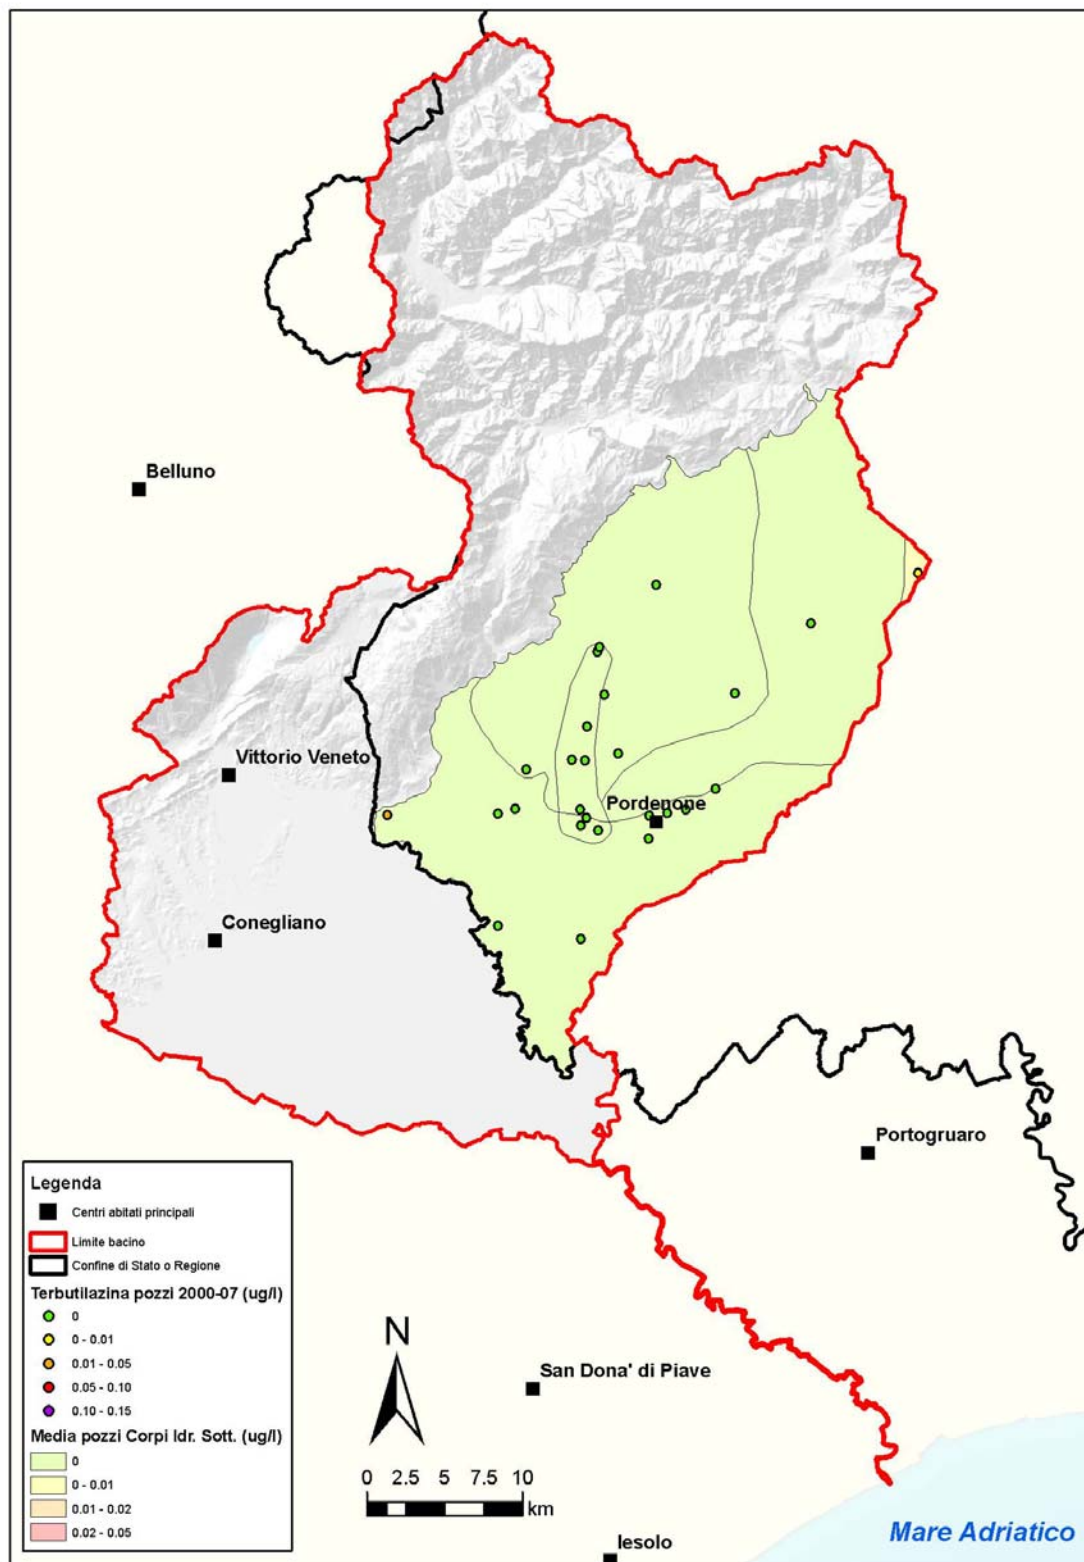 Belluno
Vittorio Veneto
Pordenone
Conegliano
Portogruaro
Legenda
Centri abitati principali
Limite bacino
Confine di Stato o Regione
Terbutilazina pozzi 2000-07 (ug/l)
0
0 - 0.01
0.01 - 0.05
0.05 - 0.10
0.10 - 0.15
Media pozzi Corpi Idr. Sott. (ug/l)
0
0 - 0.01
0.01 - 0.02
0.02 - 0.05
N
San Dona' di Piave
0 2.5 5 7.5 10
km
Iesolo
Mare Adriatico